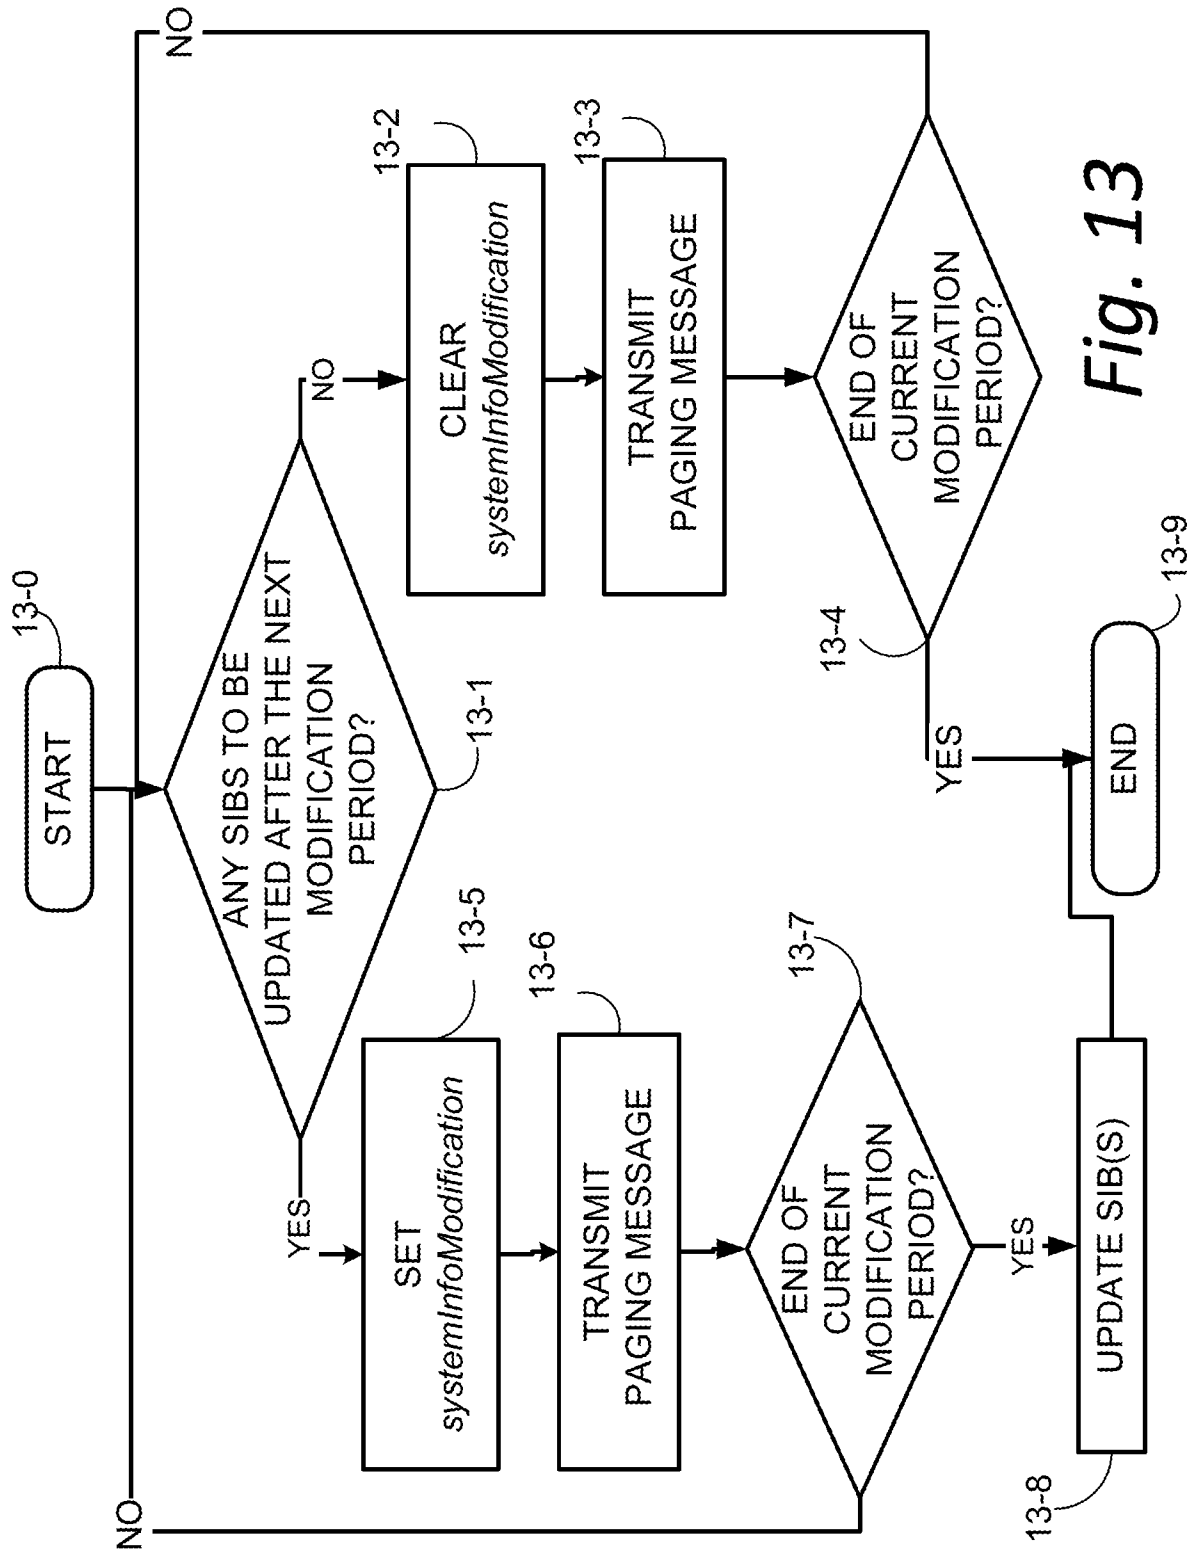 START
13-0
ANY SIBS TO BE
UPDATED AFTER THE NEXT
MODIFICATION
PERIOD?
13-1
YES
NO
SET
systemInfoModification
13-5
CLEAR
systemInfoModification
13-2
TRANSMIT
PAGING MESSAGE
13-6
TRANSMIT
PAGING MESSAGE
13-3
END OF
CURRENT
MODIFICATION
PERIOD?
13-7
END OF
CURRENT
MODIFICATION
PERIOD?
13-4
NO
NO
YES
YES
UPDATE SIB(S)
13-8
END
13-9
Fig. 13